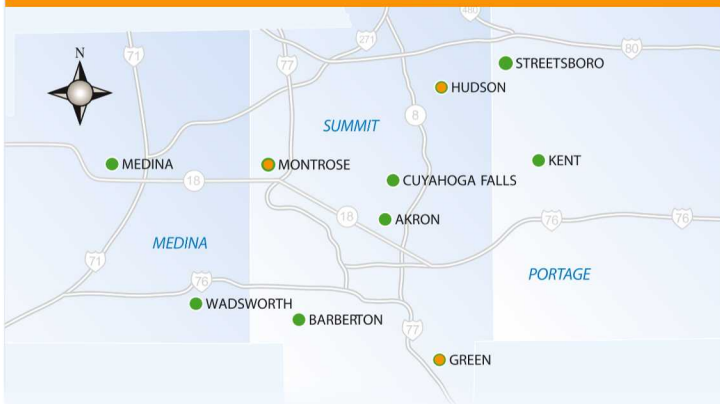 480
271
80
N
71
77
STREETSBORO
HUDSON
8
SUMMIT
MEDINA
MONTROSE
KENT
18
CUYAHOGA FALLS
18
AKRON
76
76
MEDINA
71
PORTAGE
76
WADSWORTH
BARBERTON
77
GREEN